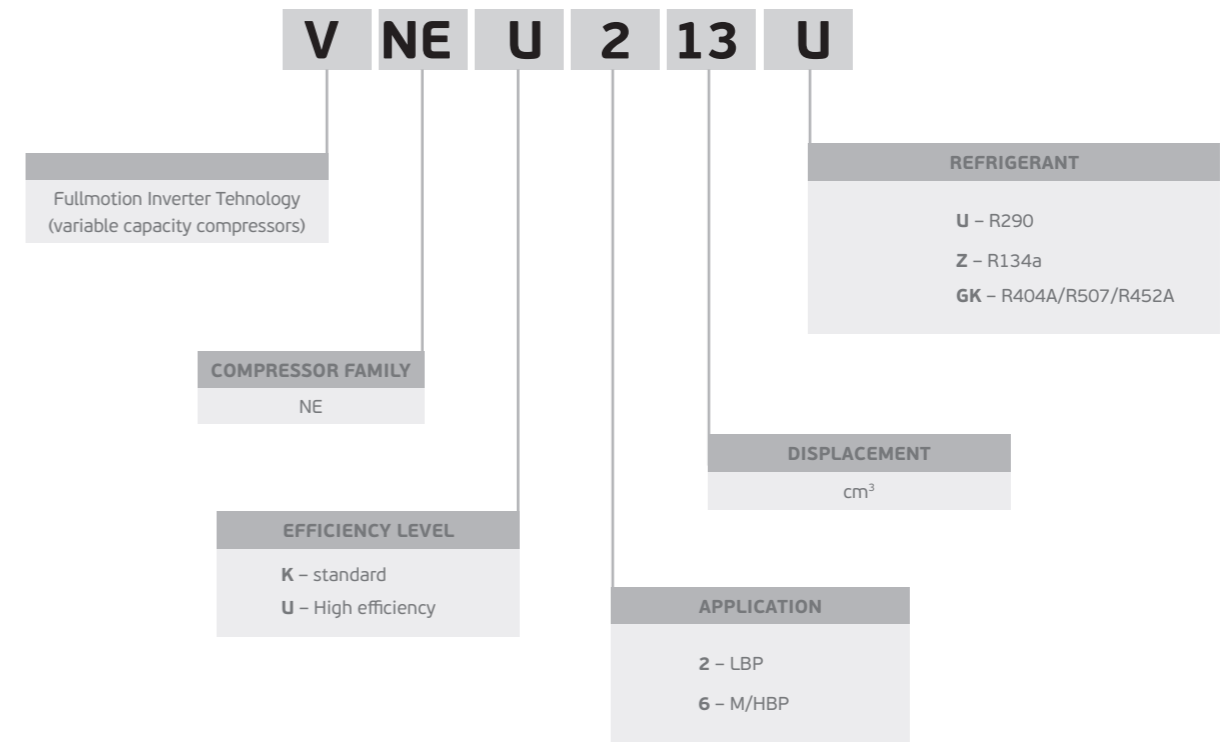 V NE U 2 13 U
Fullmotion Inverter Tehnology
(variable capacity compressors)
REFRIGERANT
U – R290
Z – R134a
GK – R404A/R507/R452A
COMPRESSOR FAMILY
NE
DISPLACEMENT
cm³
EFFICIENCY LEVEL
K – standard
U – High efficiency
APPLICATION
2 – LBP
6 – M/HBP